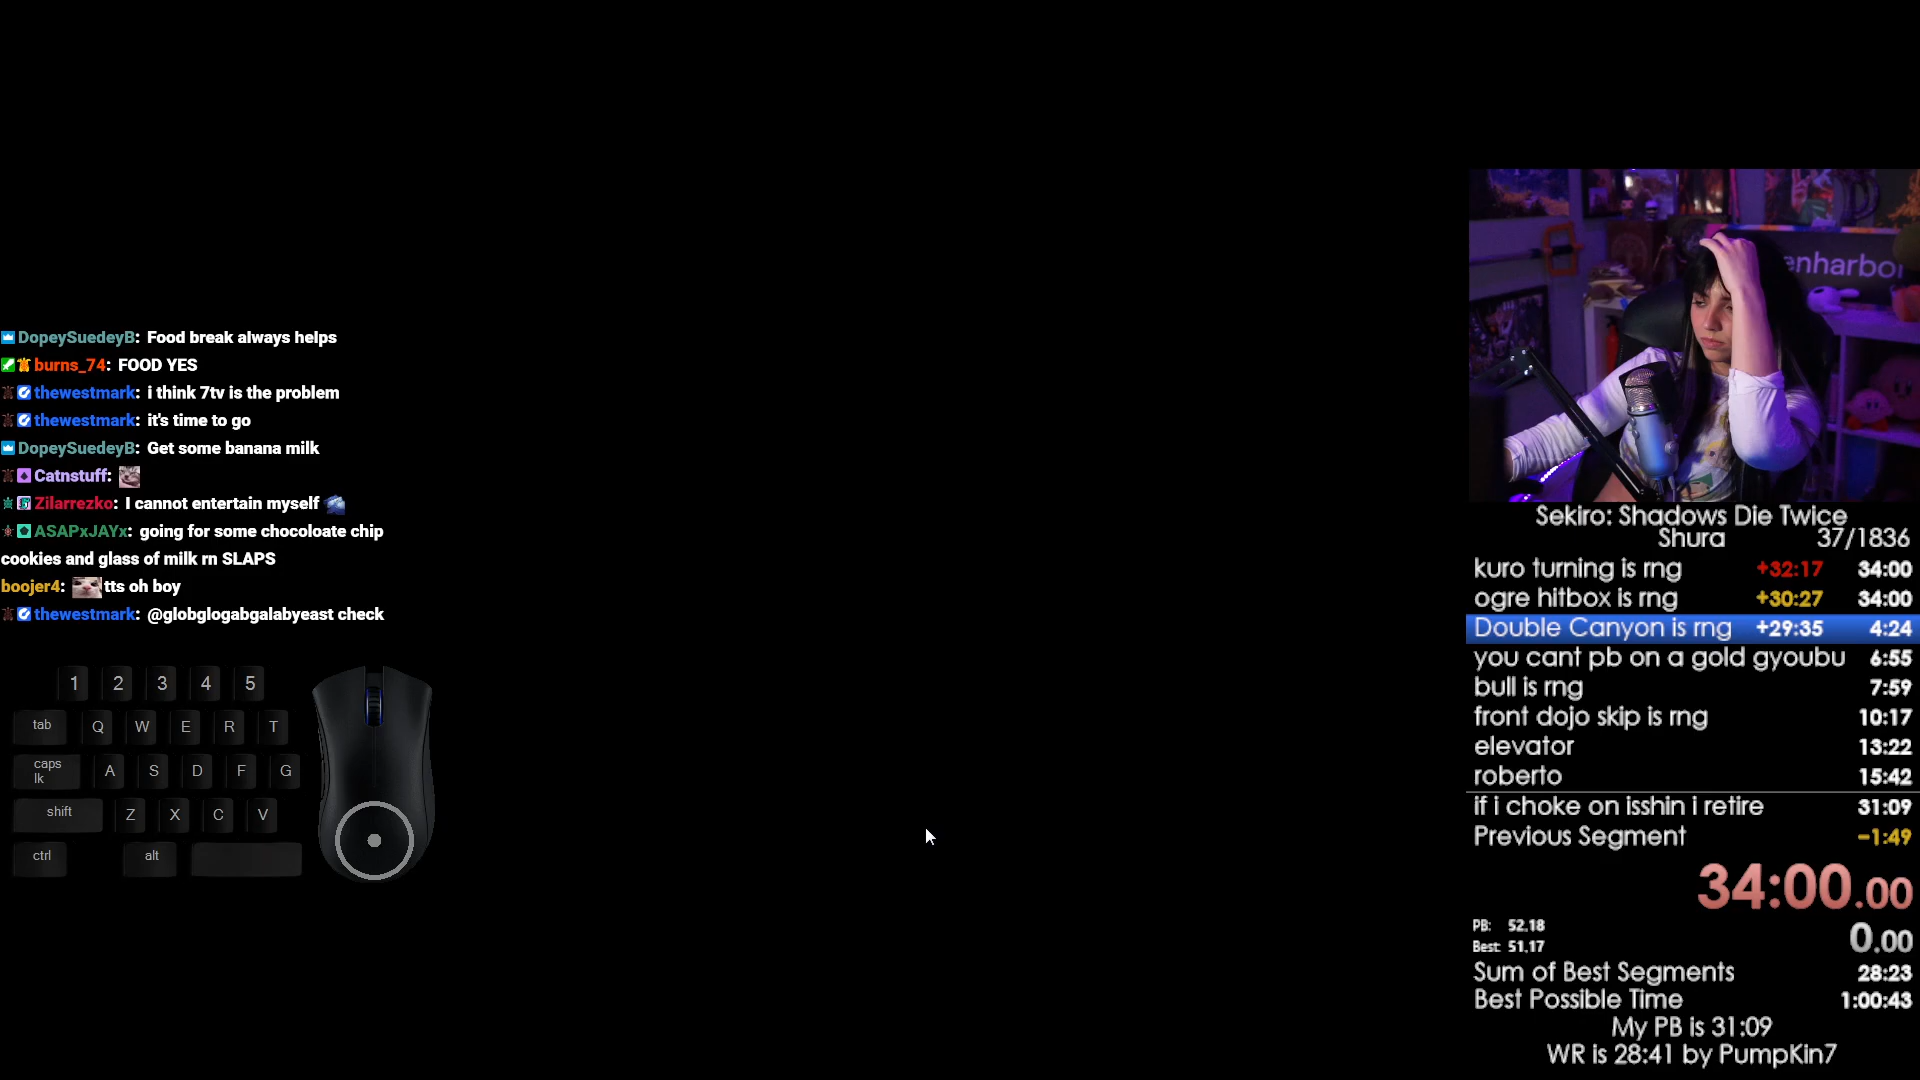 DopeySuedeyB: Food break always helps
burns_74: FOOD YES
thewestmark: i think 7tv is the problem
thewestmark: it's time to go
DopeySuedeyB: Get some banana milk
Catnstuff:
Zilarrezko: I cannot entertain myself
ASAPxJAYx: going for some chocoloate chip
cookies and glass of milk rn SLAPS
boojer4: tts oh boy
thewestmark: @globglogabgalabyeast check
1 2 3 4 5
tab Q W E R T
caps lk A S D F G
shift Z X C V
ctrl alt
enharbor
Sekiro: Shadows Die Twice
Shura 37/1836
kuro turning is rng +32:17 34:00
ogre hitbox is rng +30:27 34:00
Double Canyon is rng +29:35 4:24
you cant pb on a gold gyoubu 6:55
bull is rng 7:59
front dojo skip is rng 10:17
elevator 13:22
roberto 15:42
if i choke on isshin i retire 31:09
Previous Segment −1:49
34:00.00
PB: 52.18
Best: 51.17
0.00
Sum of Best Segments 28:23
Best Possible Time 1:00:43
My PB is 31:09
WR is 28:41 by PumpKin7